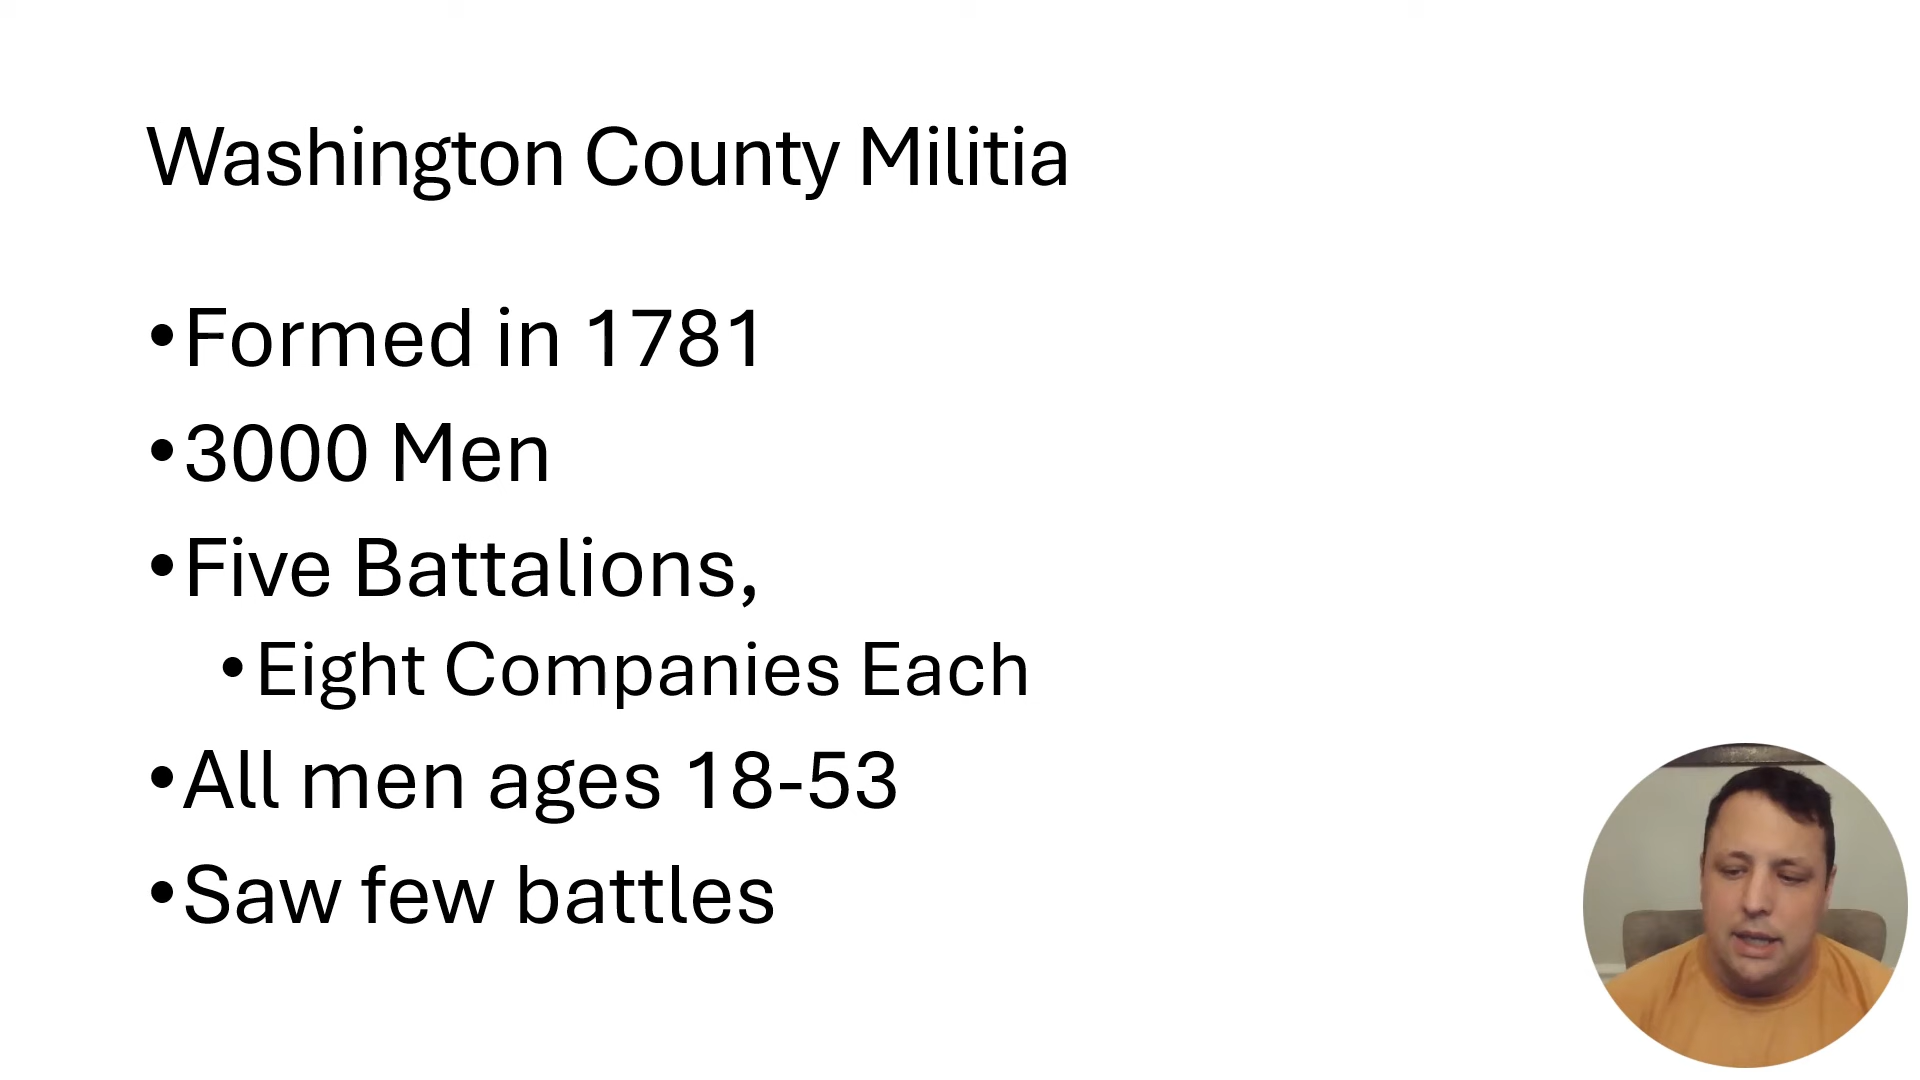 Washington County Militia
•Formed in 1781
•3000 Men
•Five Battalions,
•Eight Companies Each
•All men ages 18-53
•Saw few battles